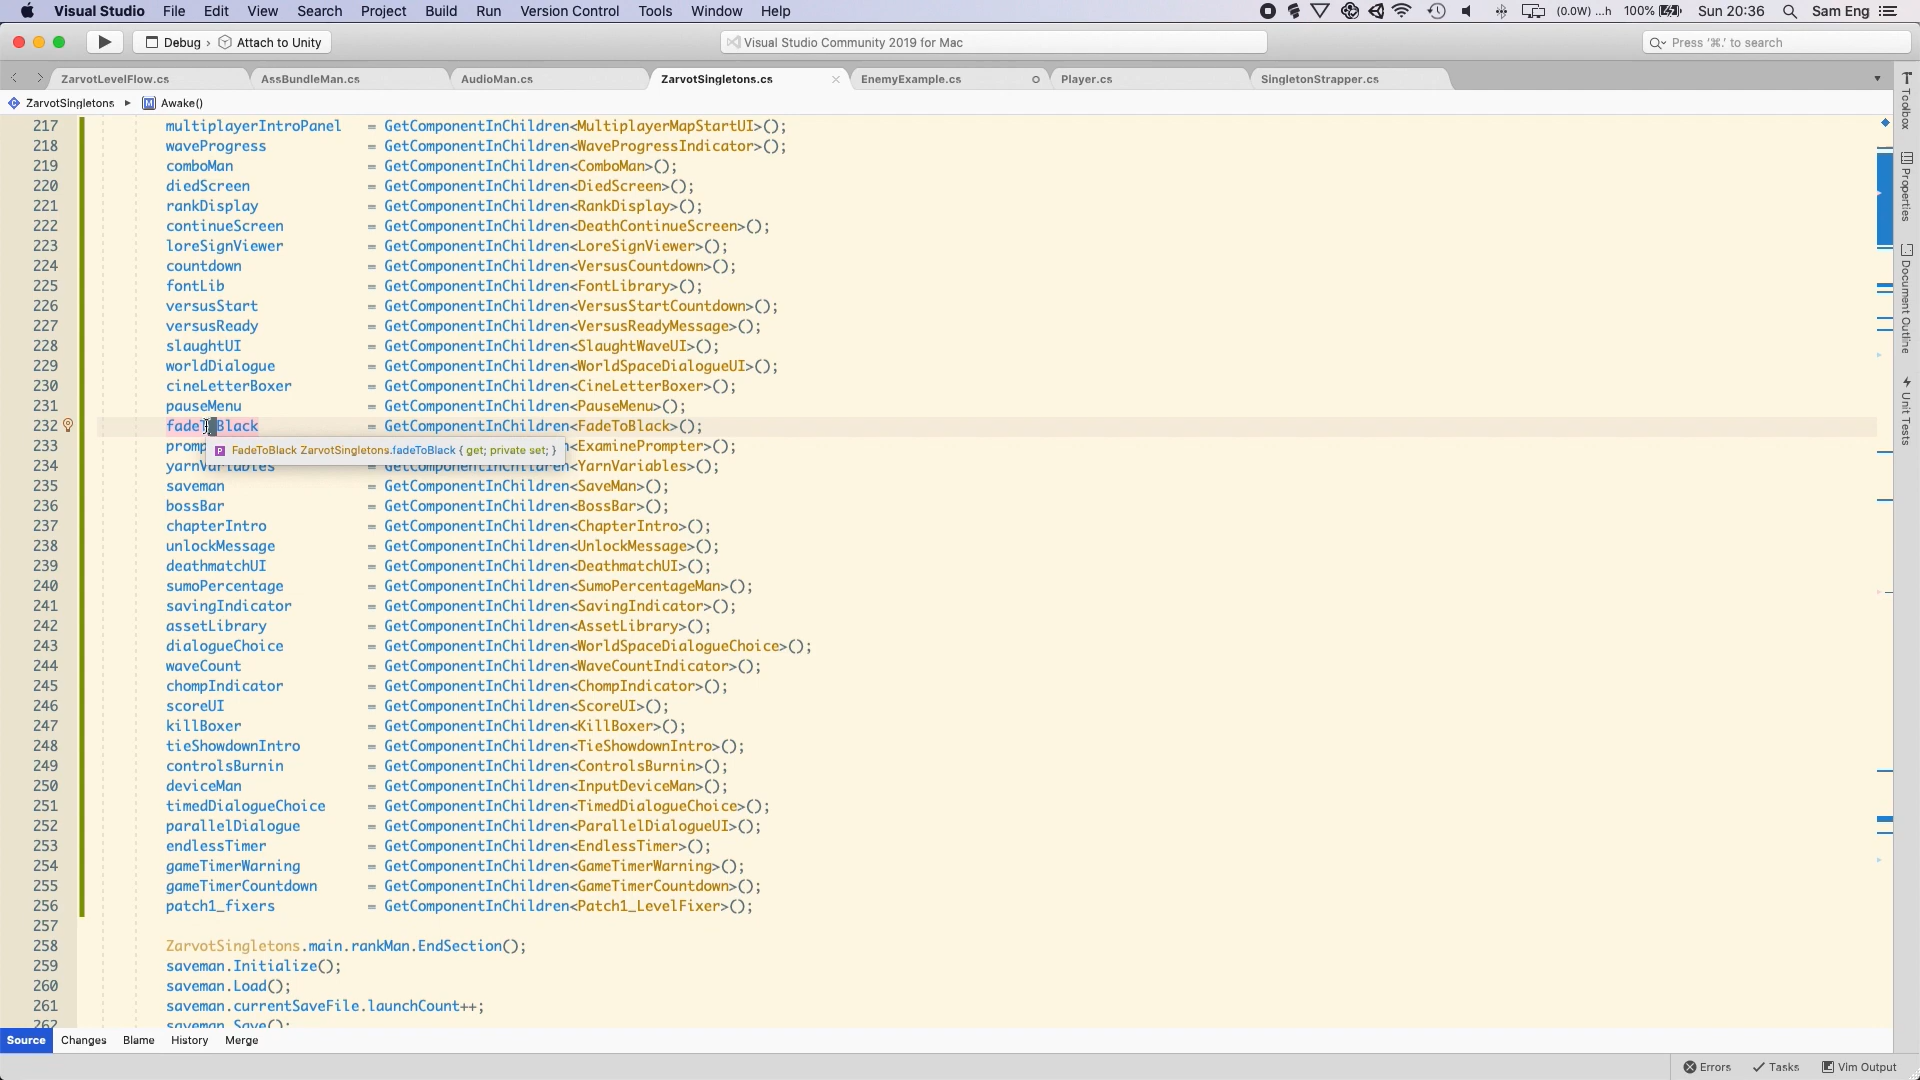 Visual Studio File Edit View Search Project Build Run Version Control Tools Window Help (0.0W) ...h 100% Sun 20:36 Sam Eng
Debug › Attach to Unity Visual Studio Community 2019 for Mac Press '⌘.' to search
ZarvotLevelFlow.cs AssBundleMan.cs AudioMan.cs ZarvotSingletons.cs EnemyExample.cs Player.cs SingletonStrapper.cs
ZarvotSingletons ▸ M Awake()
217 multiplayerIntroPanel = GetComponentInChildren<MultiplayerMapStartUI>();
218 waveProgress = GetComponentInChildren<WaveProgressIndicator>();
219 comboMan = GetComponentInChildren<ComboMan>();
220 diedScreen = GetComponentInChildren<DiedScreen>();
221 rankDisplay = GetComponentInChildren<RankDisplay>();
222 continueScreen = GetComponentInChildren<DeathContinueScreen>();
223 loreSignViewer = GetComponentInChildren<LoreSignViewer>();
224 countdown = GetComponentInChildren<VersusCountdown>();
225 fontLib = GetComponentInChildren<FontLibrary>();
226 versusStart = GetComponentInChildren<VersusStartCountdown>();
227 versusReady = GetComponentInChildren<VersusReadyMessage>();
228 slaughtUI = GetComponentInChildren<SlaughtWaveUI>();
229 worldDialogue = GetComponentInChildren<WorldSpaceDialogueUI>();
230 cineLetterBoxer = GetComponentInChildren<CineLetterBoxer>();
231 pauseMenu = GetComponentInChildren<PauseMenu>();
232 fadeToBlack = GetComponentInChildren<FadeToBlack>();
233 promp ExaminePrompter>();
P FadeToBlack ZarvotSingletons.fadeToBlack { get; private set; }
234 yarnVariables = GetComponentInChildren<YarnVariables>();
235 saveman = GetComponentInChildren<SaveMan>();
236 bossBar = GetComponentInChildren<BossBar>();
237 chapterIntro = GetComponentInChildren<ChapterIntro>();
238 unlockMessage = GetComponentInChildren<UnlockMessage>();
239 deathmatchUI = GetComponentInChildren<DeathmatchUI>();
240 sumoPercentage = GetComponentInChildren<SumoPercentageMan>();
241 savingIndicator = GetComponentInChildren<SavingIndicator>();
242 assetLibrary = GetComponentInChildren<AssetLibrary>();
243 dialogueChoice = GetComponentInChildren<WorldSpaceDialogueChoice>();
244 waveCount = GetComponentInChildren<WaveCountIndicator>();
245 chompIndicator = GetComponentInChildren<ChompIndicator>();
246 scoreUI = GetComponentInChildren<ScoreUI>();
247 killBoxer = GetComponentInChildren<KillBoxer>();
248 tieShowdownIntro = GetComponentInChildren<TieShowdownIntro>();
249 controlsBurnin = GetComponentInChildren<ControlsBurnin>();
250 deviceMan = GetComponentInChildren<InputDeviceMan>();
251 timedDialogueChoice = GetComponentInChildren<TimedDialogueChoice>();
252 parallelDialogue = GetComponentInChildren<ParallelDialogueUI>();
253 endlessTimer = GetComponentInChildren<EndlessTimer>();
254 gameTimerWarning = GetComponentInChildren<GameTimerWarning>();
255 gameTimerCountdown = GetComponentInChildren<GameTimerCountdown>();
256 patch1_fixers = GetComponentInChildren<Patch1_LevelFixer>();
257
258 ZarvotSingletons.main.rankMan.EndSection();
259 saveman.Initialize();
260 saveman.Load();
261 saveman.currentSaveFile.launchCount++;
262 saveman.Save();
Source Changes Blame History Merge
Errors Tasks Vim Output
Toolbox
Properties
Document Outline
Unit Tests